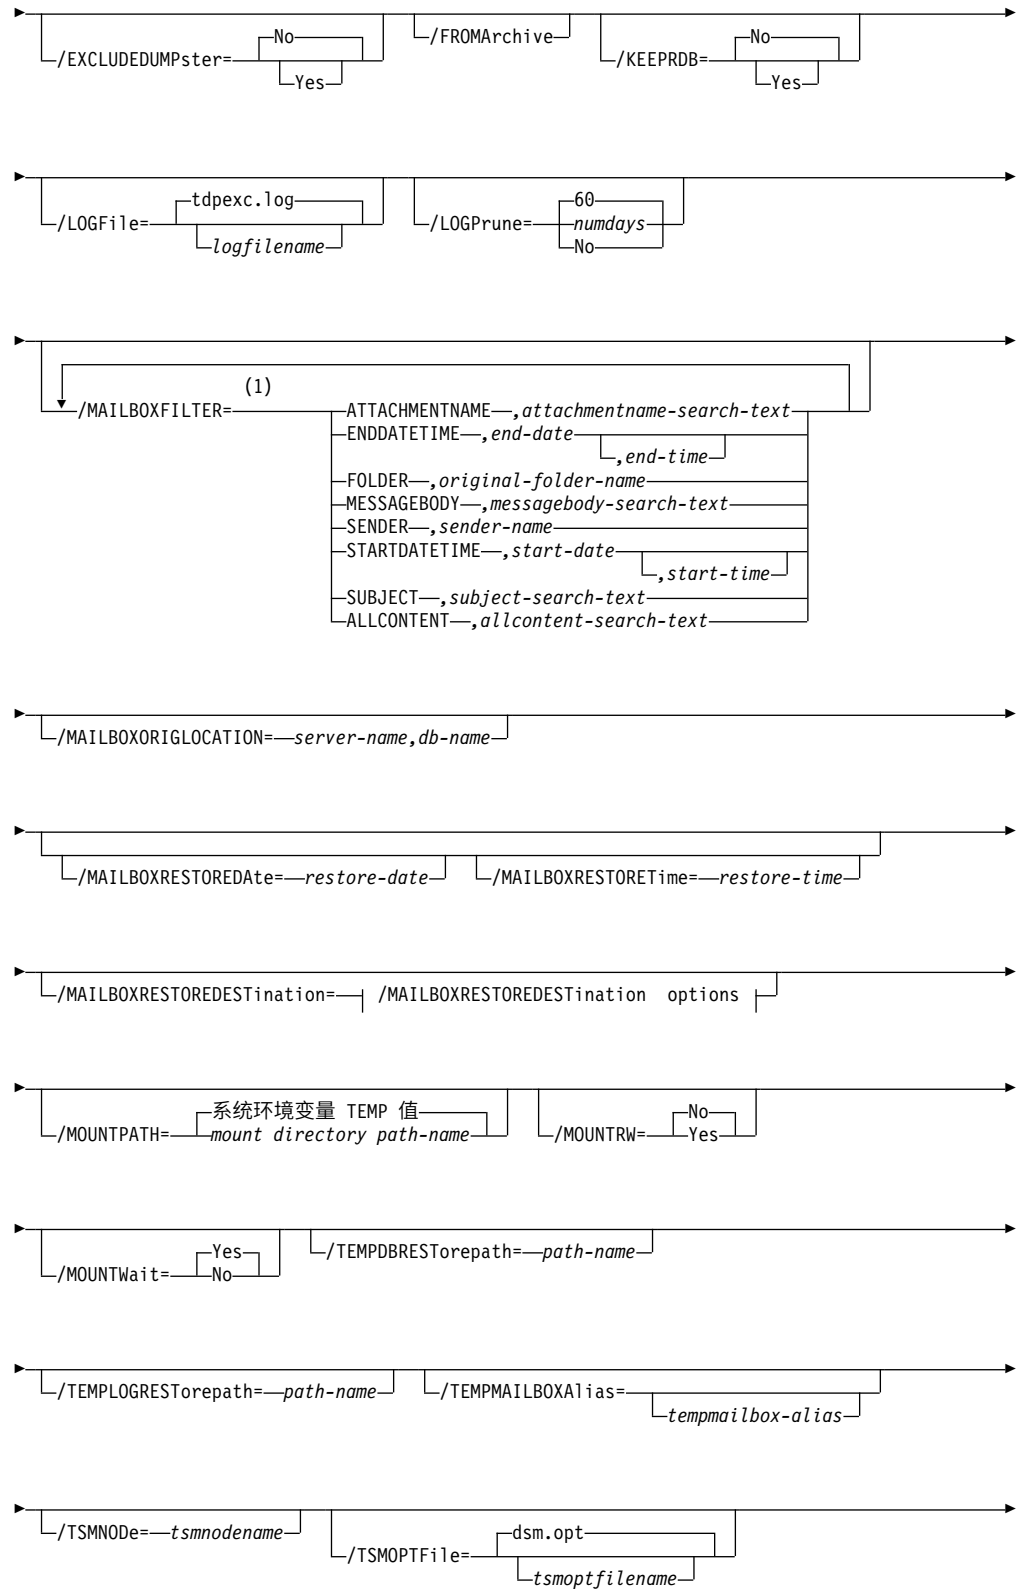 No
/EXCLUDEDUMPster=
Yes
/FROMArchive
No
/KEEPRDB=
Yes
tdpexc.log
/LOGFile=
logfilename
60
/LOGPrune=
numdays
No
(1)
/MAILBOXFILTER=
ATTACHMENTNAME ,attachmentname-search-text
ENDDATETIME ,end-date
,end-time
FOLDER ,original-folder-name
MESSAGEBODY ,messagebody-search-text
SENDER ,sender-name
STARTDATETIME ,start-date
,start-time
SUBJECT ,subject-search-text
ALLCONTENT ,allcontent-search-text
/MAILBOXORIGLOCATION= server-name,db-name
/MAILBOXRESTOREDAte= restore-date
/MAILBOXRESTORETime= restore-time
/MAILBOXRESTOREDESTination= /MAILBOXRESTOREDESTination options
系统环境变量 TEMP 值
/MOUNTPATH=
mount directory path-name
No
/MOUNTRW=
Yes
Yes
/MOUNTWait=
No
/TEMPDBRESTorepath= path-name
/TEMPLOGRESTorepath= path-name
/TEMPMAILBOXAlias=
tempmailbox-alias
/TSMNODe= tsmnodename
dsm.opt
/TSMOPTFile=
tsmoptfilename